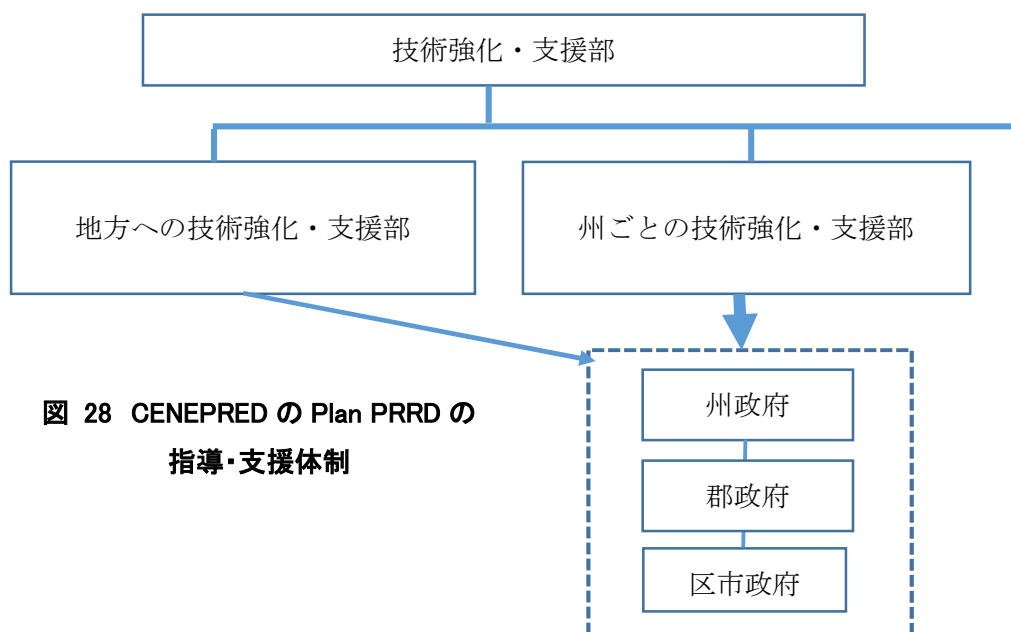 技術強化・支援部
地方への技術強化・支援部
州ごとの技術強化・支援部
図 28 CENEPRED の Plan PRRD の
指導・支援体制
州政府
郡政府
区市政府